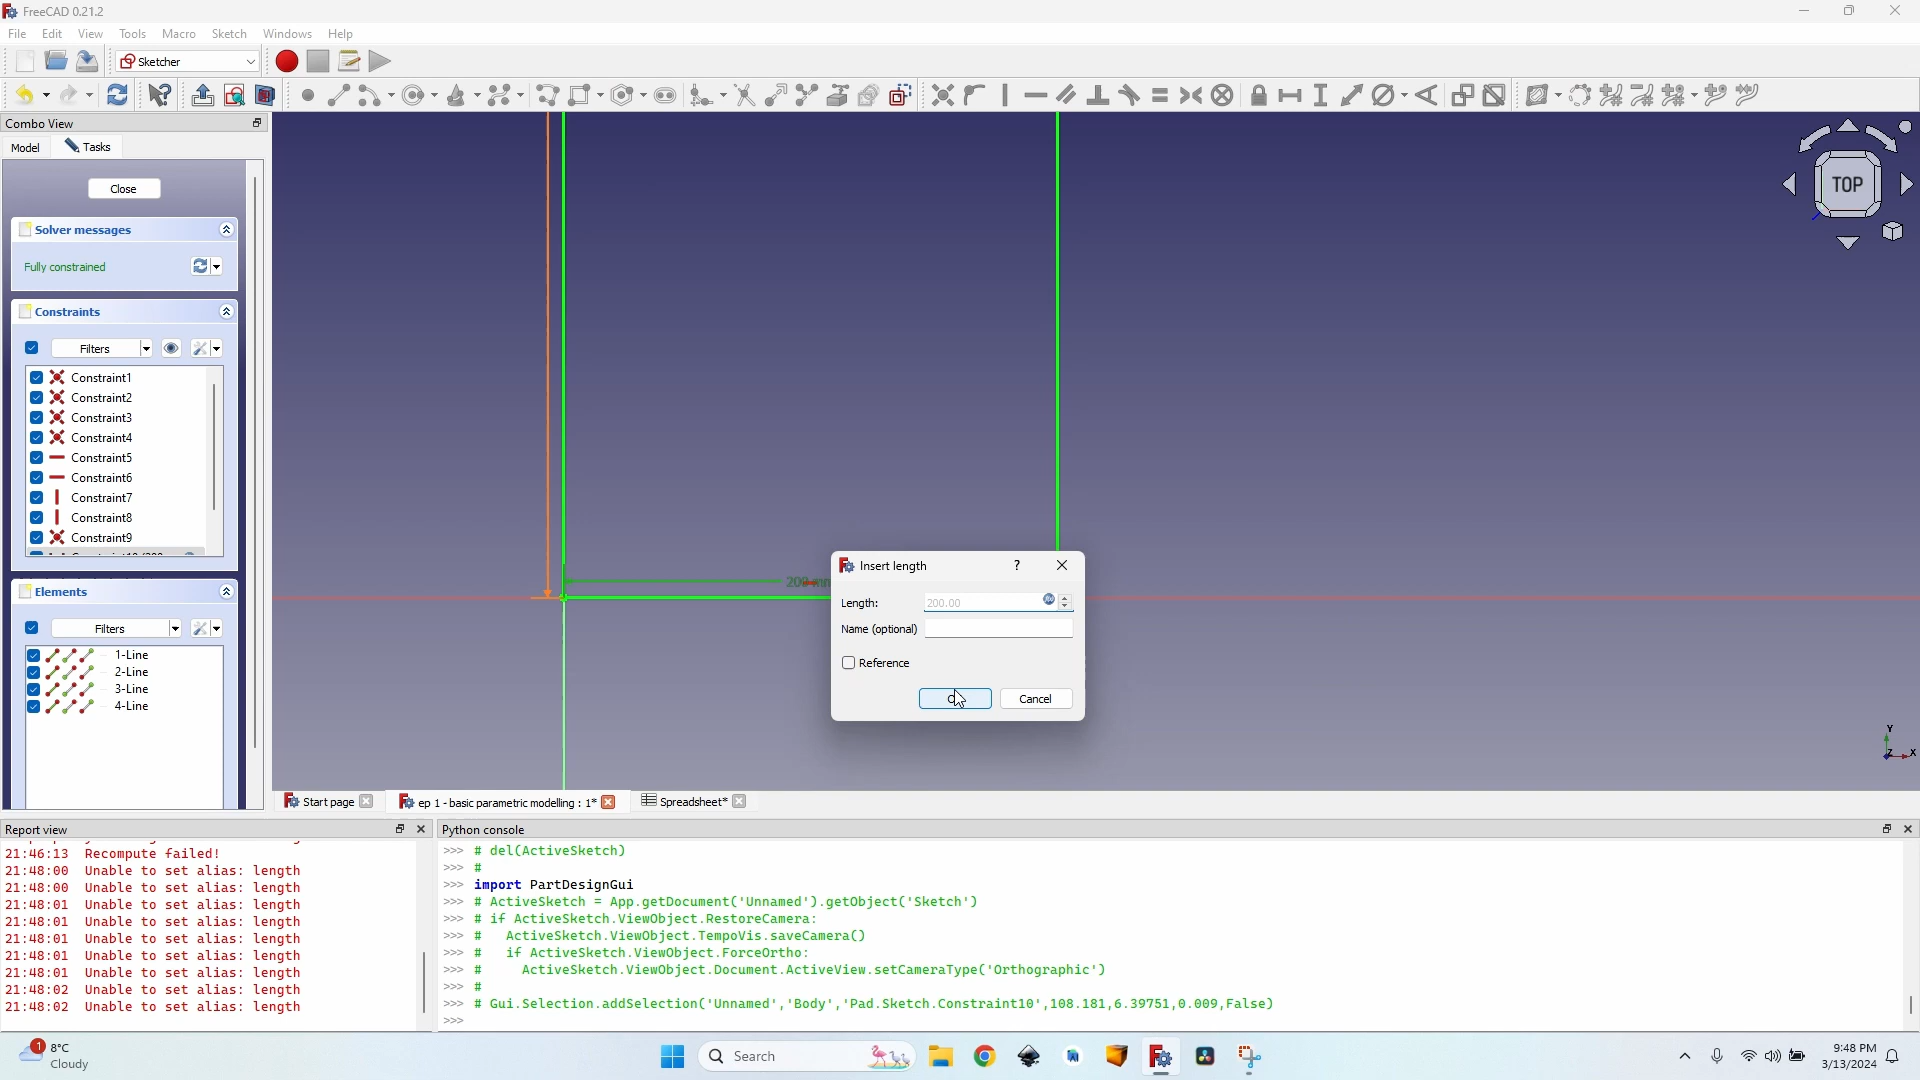 FreeCAD 0.21.2
File Edit View Tools Macro Sketch Windows Help
Sketcher
Combo View
Model Tasks
Close
Solver messages
Fully constrained
Constraints
Filters
Constraint1
Constraint2
Constraint3
Constraint4
Constraint5
Constraint6
Constraint7
Constraint8
Constraint9
Elements
Filters
1-Line
2-Line
3-Line
4-Line
TOP
200 mm
Insert length ?
Length: 200.00
Name (optional)
Reference
Cancel
Y
Z X
Start page ep 1 - basic parametric modelling : 1* Spreadsheet*
Report view
21:46:13 Recompute failed!
21:48:00 Unable to set alias: length
21:48:00 Unable to set alias: length
21:48:01 Unable to set alias: length
21:48:01 Unable to set alias: length
21:48:01 Unable to set alias: length
21:48:01 Unable to set alias: length
21:48:01 Unable to set alias: length
21:48:02 Unable to set alias: length
21:48:02 Unable to set alias: length
Python console
>>> # del(ActiveSketch)
>>> #
>>> import PartDesignGui
>>> # ActiveSketch = App.getDocument('Unnamed').getObject('Sketch')
>>> # if ActiveSketch.ViewObject.RestoreCamera:
>>> #   ActiveSketch.ViewObject.TempoVis.saveCamera()
>>> #   if ActiveSketch.ViewObject.ForceOrtho:
>>> #     ActiveSketch.ViewObject.Document.ActiveView.setCameraType('Orthographic')
>>> #
>>> # Gui.Selection.addSelection('Unnamed','Body','Pad.Sketch.Constraint10',108.181,6.39751,0.009,False)
>>>
1 8°C
Cloudy
Search
9:48 PM
3/13/2024